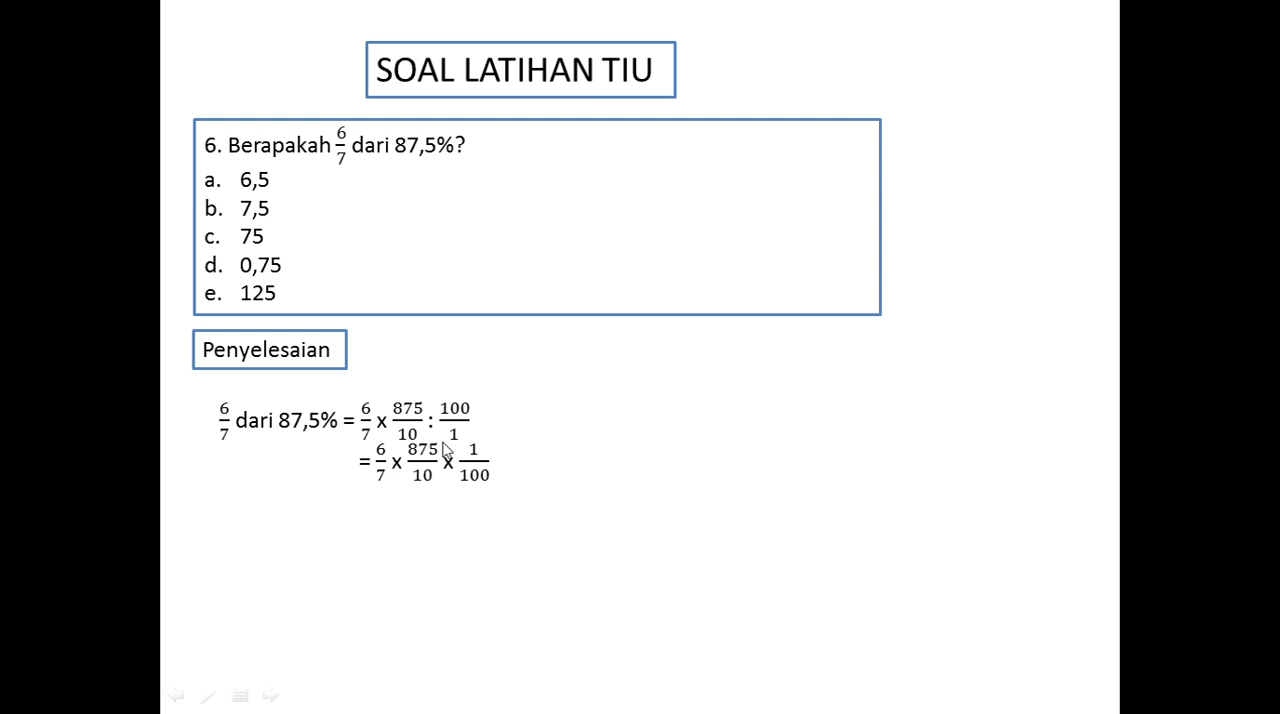 SOAL LATIHAN TIU
6. Berapakah 6/7 dari 87,5%?
a. 6,5
b. 7,5
c. 75
d. 0,75
e. 125
Penyelesaian
6/7 dari 87,5% = 6/7 x 875/10 : 100/1
= 6/7 x 875/10 x 1/100